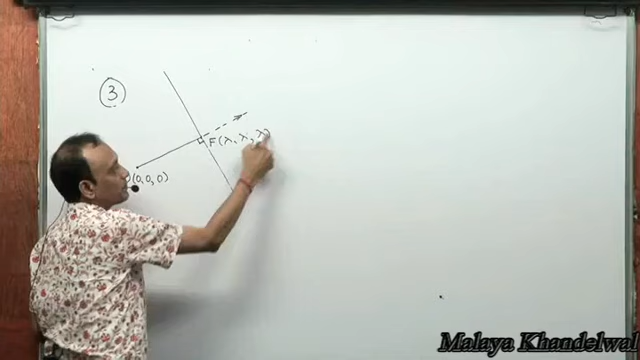 3
F(λ, λ, λ)
O(0, 0, 0)
Malaya Khandelwal